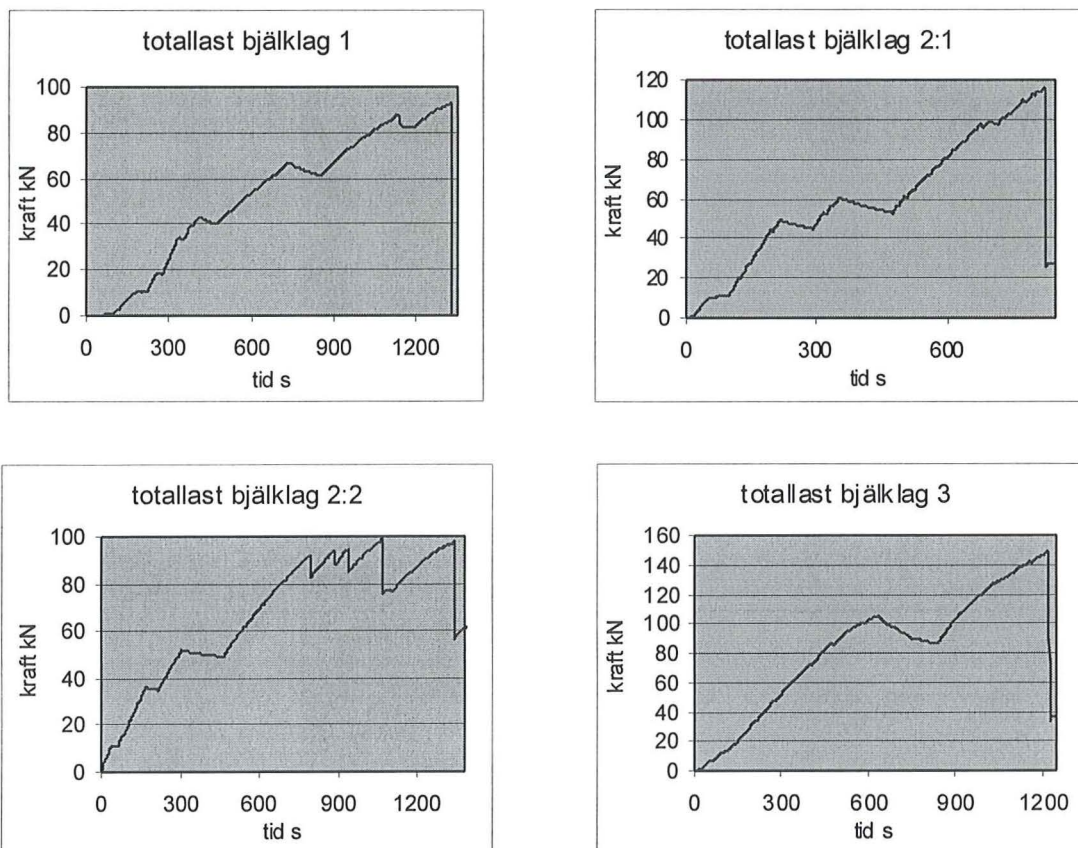 totallast bjälklag 1
100
80
60
40
20
0
kraft kN
0 300 600 900 1200
tid s
totallast bjälklag 2:1
120
100
80
60
40
20
0
kraft kN
0 300 600
tid s
totallast bjälklag 2:2
100
80
60
40
20
0
kraft kN
0 300 600 900 1200
tid s
totallast bjälklag 3
160
140
120
100
80
60
40
20
0
kraft kN
0 300 600 900 1200
tid s